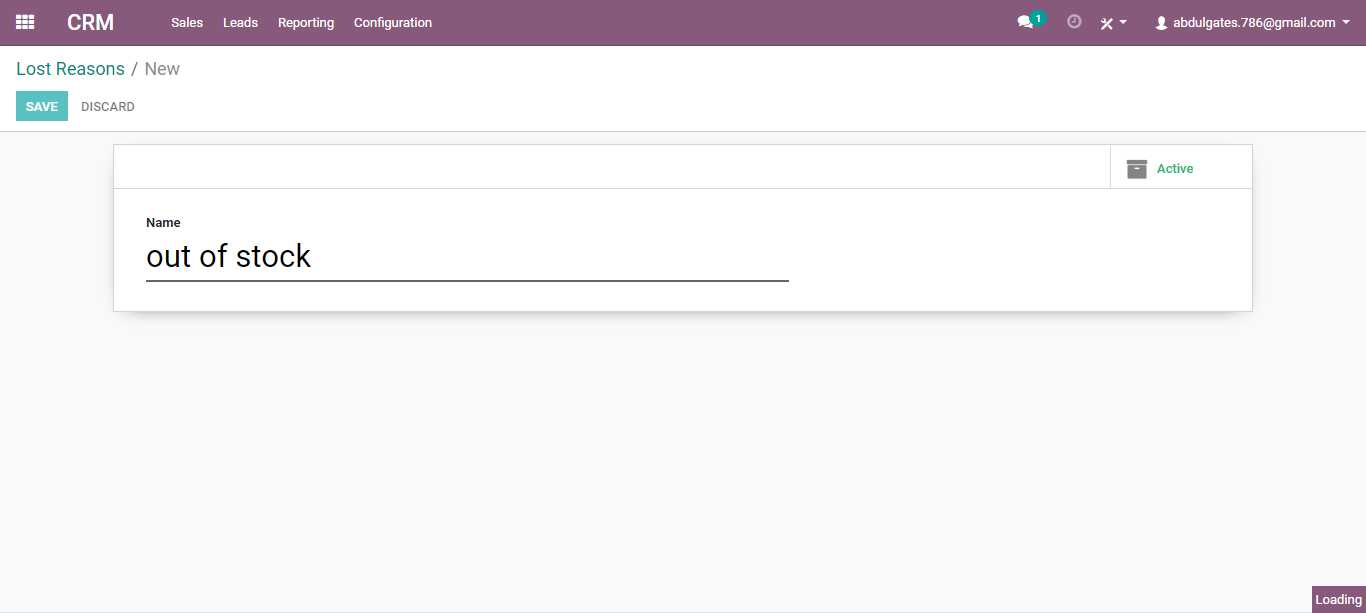 CRM Sales Leads Reporting Configuration 1 abdulgates.786@gmail.com
Lost Reasons / New
SAVE DISCARD
Active
Name
out of stock
Loading